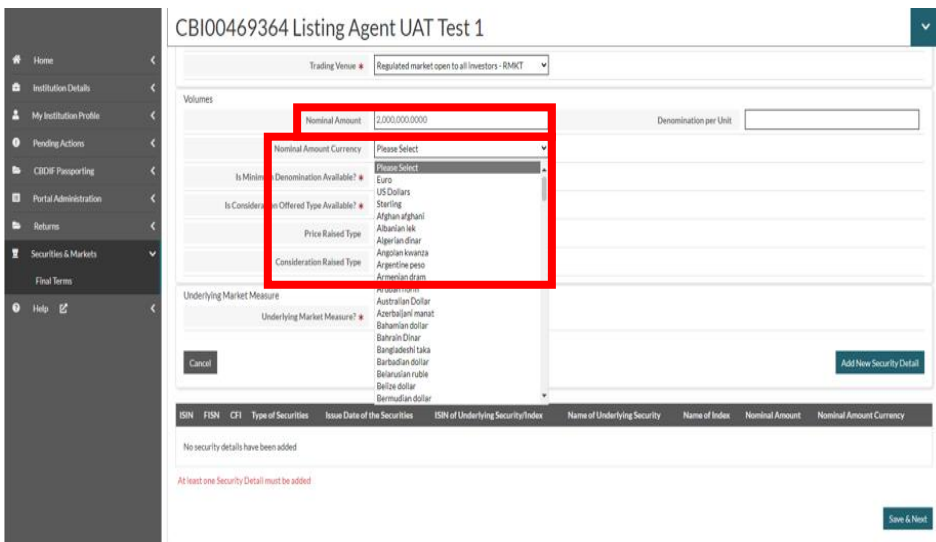 CBI00469364 Listing Agent UAT Test 1
Home
Institution Details
My Institution Profile
Pending Actions
CBDIF Passporting
Portal Administration
Returns
Securities & Markets
Final Terms
Help
Trading Venue * Regulated market open to all investors - RMKT
Volumes
Nominal Amount 2,000,000.0000 Denomination per Unit
Nominal Amount Currency Please Select
Is Minimum Denomination Available? *
Is Consideration Offered Type Available? *
Price Raised Type
Consideration Raised Type
Please Select
Euro
US Dollars
Sterling
Afghan afghani
Albanian lek
Algerian dinar
Angolan kwanza
Argentine peso
Armenian dram
Aruban florin
Australian Dollar
Azerbaijani manat
Bahamian dollar
Bahrain Dinar
Bangladeshi taka
Barbadian dollar
Belarusian ruble
Belize dollar
Bermudian dollar
Underlying Market Measure
Underlying Market Measure? *
Cancel Add New Security Detail
ISIN FISN CFI Type of Securities Issue Date of the Securities ISIN of Underlying Security/Index Name of Underlying Security Name of Index Nominal Amount Nominal Amount Currency
No security details have been added
At least one Security Detail must be added
Save & Next